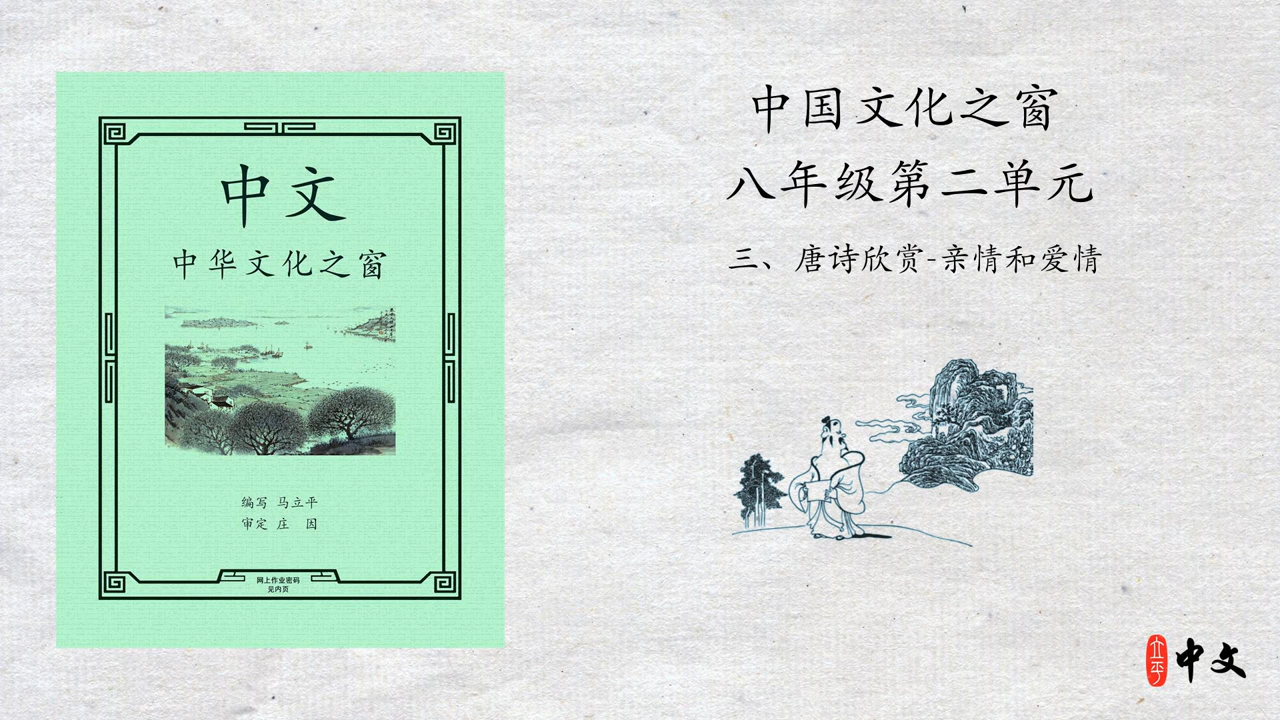 中文
中华文化之窗
编写 马立平
审定 庄 因
网上作业密码
见内页
中国文化之窗
八年级第二单元
三、唐诗欣赏-亲情和爱情
立平
中文